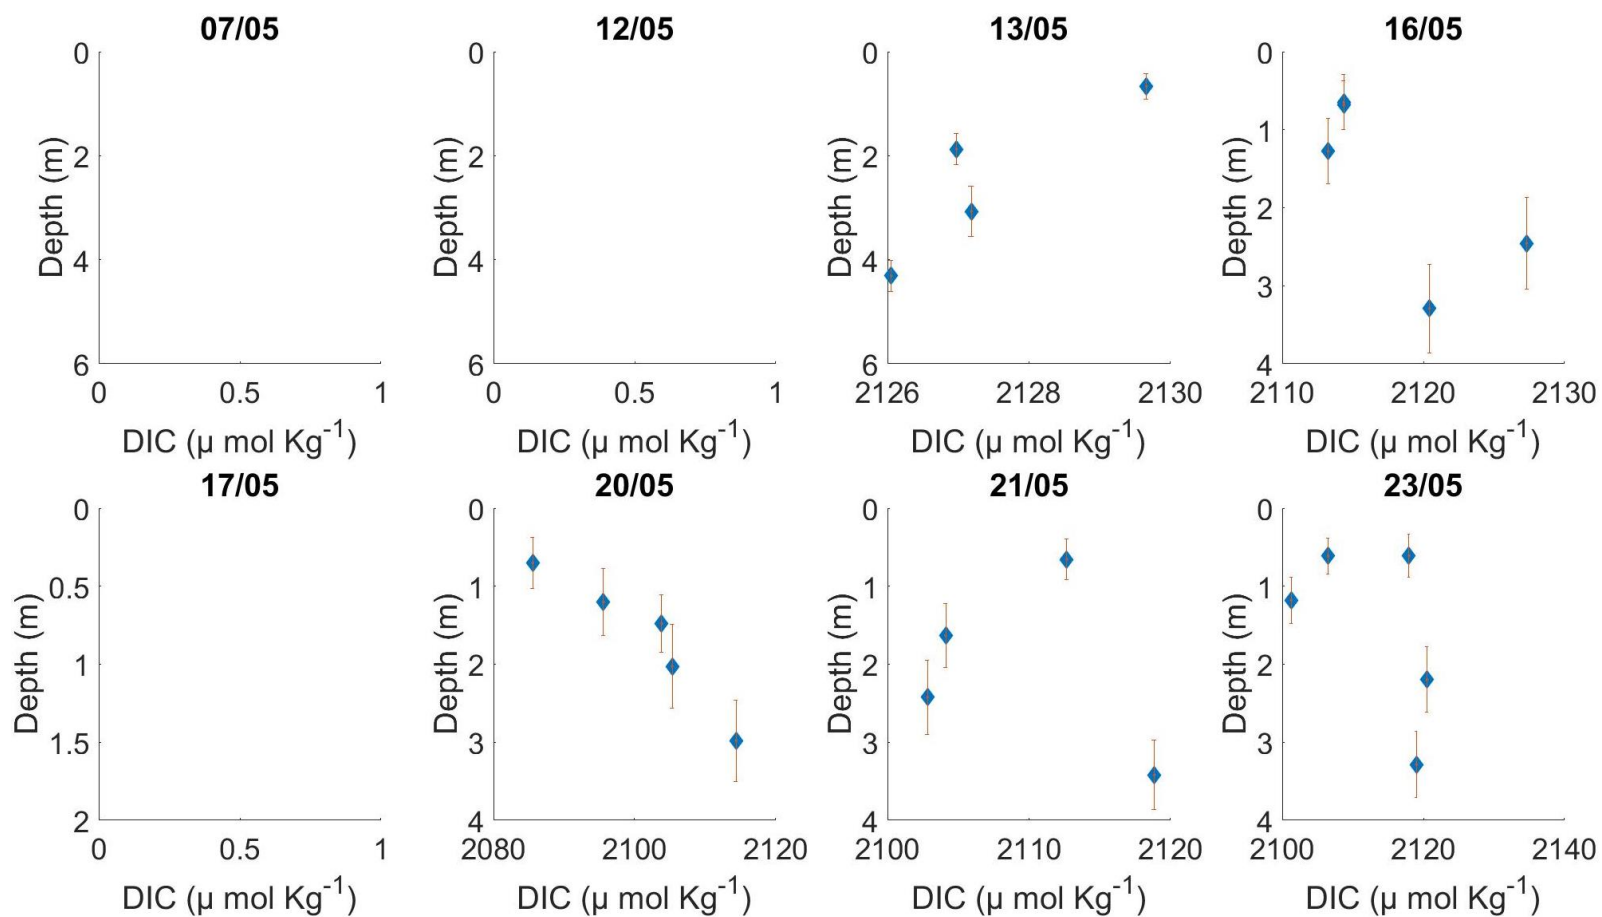 07/05
12/05
13/05
16/05
0
2
4
6
Depth (m)
0 0.5 1
DIC (µ mol Kg-1)
0
2
4
6
Depth (m)
0 0.5 1
DIC (µ mol Kg-1)
0
2
4
6
Depth (m)
2126 2128 2130
DIC (µ mol Kg-1)
0
1
2
3
4
Depth (m)
2110 2120 2130
DIC (µ mol Kg-1)
17/05
20/05
21/05
23/05
0
0.5
1
1.5
2
Depth (m)
0 0.5 1
DIC (µ mol Kg-1)
0
1
2
3
4
Depth (m)
2080 2100 2120
DIC (µ mol Kg-1)
0
1
2
3
4
Depth (m)
2100 2110 2120
DIC (µ mol Kg-1)
0
1
2
3
4
Depth (m)
2100 2120 2140
DIC (µ mol Kg-1)